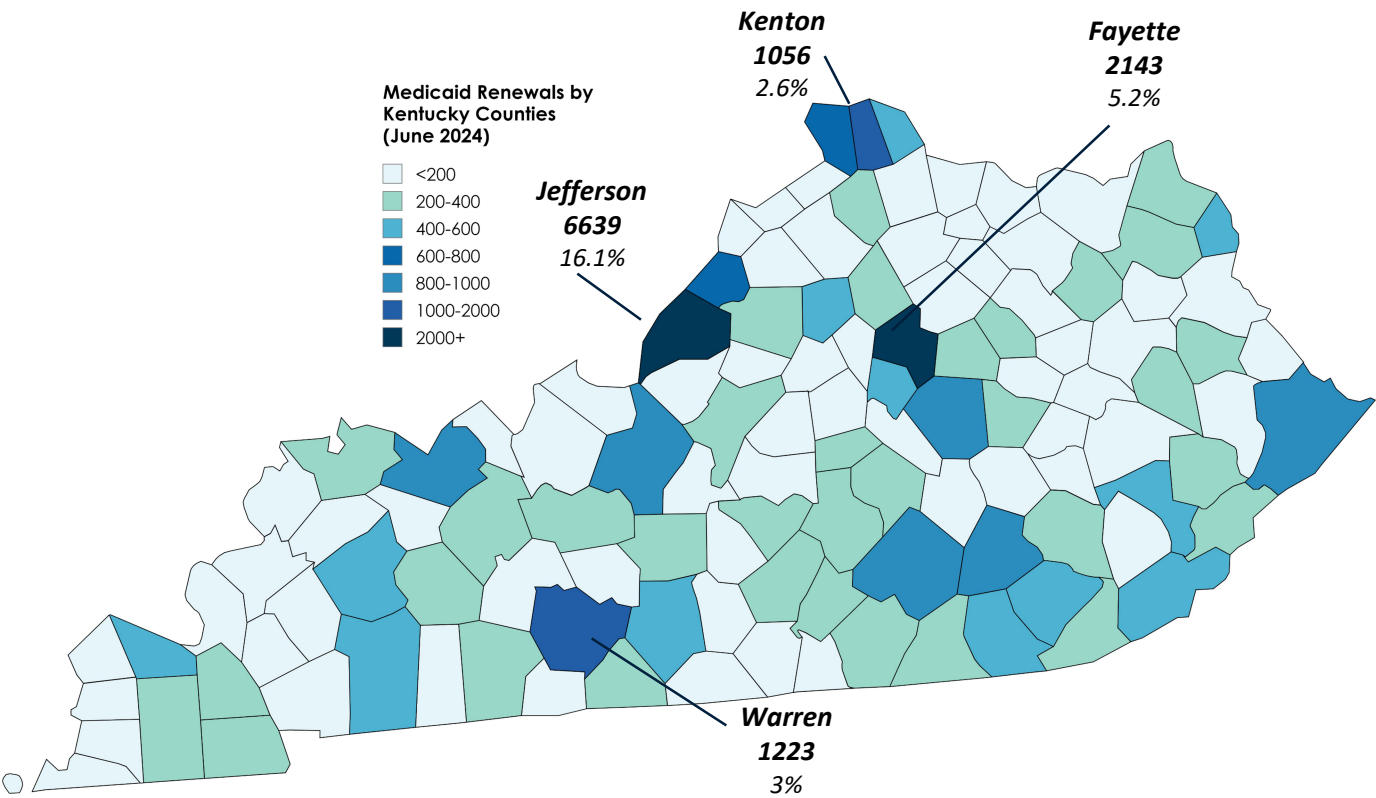 Kenton
1056
2.6%
Fayette
2143
5.2%
Medicaid Renewals by
Kentucky Counties
(June 2024)
<200
200-400
400-600
600-800
800-1000
1000-2000
2000+
Jefferson
6639
16.1%
Warren
1223
3%